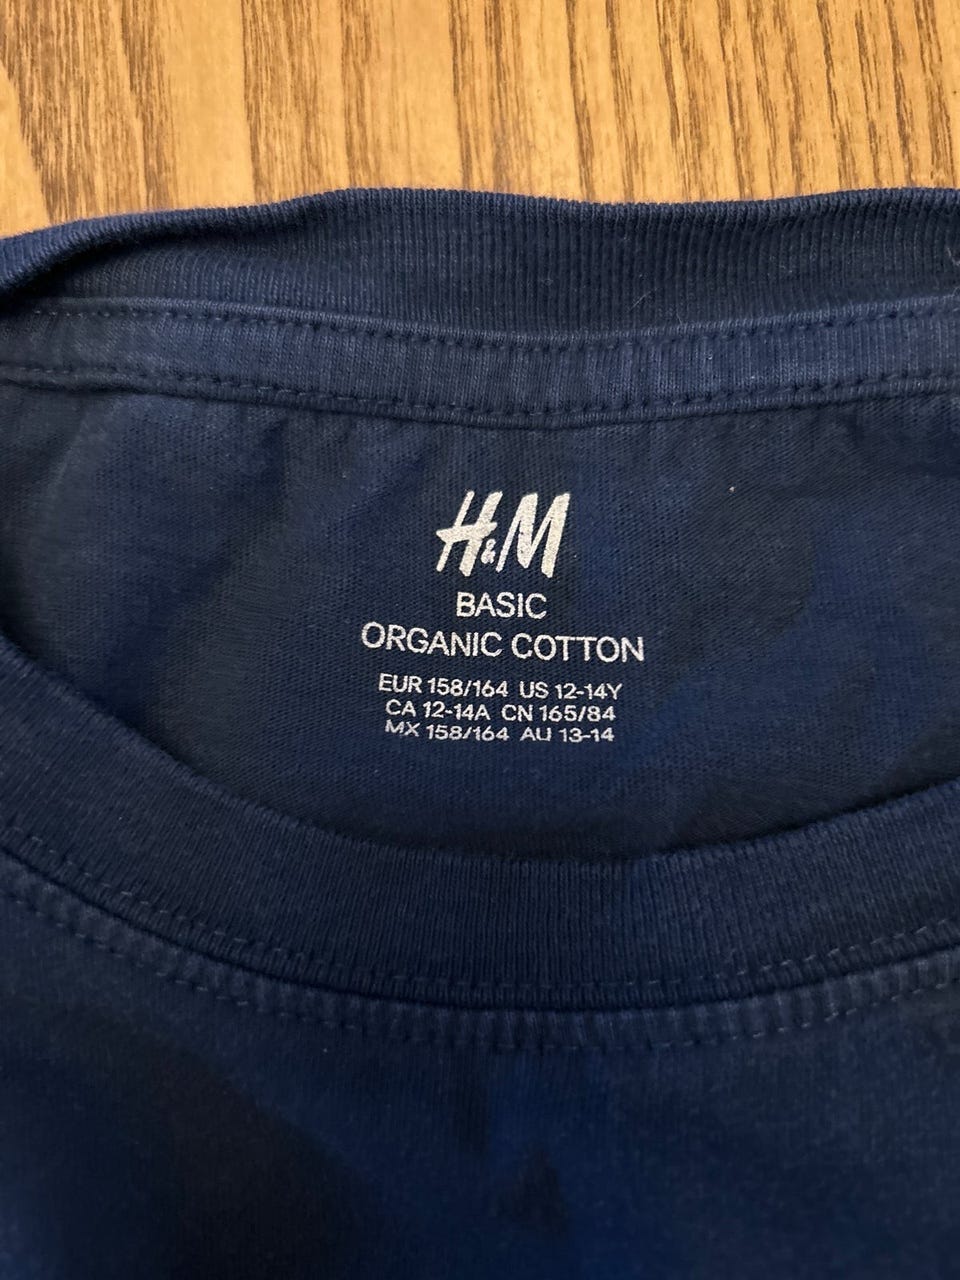 H&M
BASIC
ORGANIC COTTON
EUR 158/164 US 12-14Y
CA 12-14A CN 165/84
MX 158/164 AU 13-14